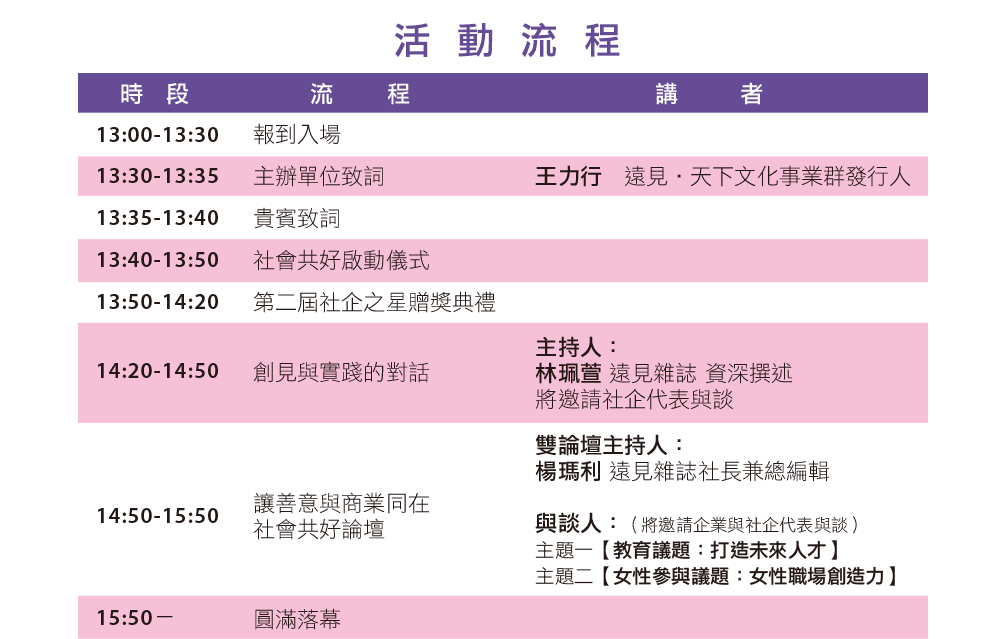 活動流程
時段 流程 講者
13:00-13:30 報到入場
13:30-13:35 主辦單位致詞 王力行 遠見・天下文化事業群發行人
13:35-13:40 貴賓致詞
13:40-13:50 社會共好啟動儀式
13:50-14:20 第二屆社企之星贈獎典禮
14:20-14:50 創見與實踐的對話
主持人：
林珮萱 遠見雜誌 資深撰述
將邀請社企代表與談
14:50-15:50
讓善意與商業同在
社會共好論壇
雙論壇主持人：
楊瑪利 遠見雜誌社長兼總編輯
與談人：（將邀請企業與社企代表與談）
主題一【教育議題：打造未來人才】
主題二【女性參與議題：女性職場創造力】
15:50－ 圓滿落幕